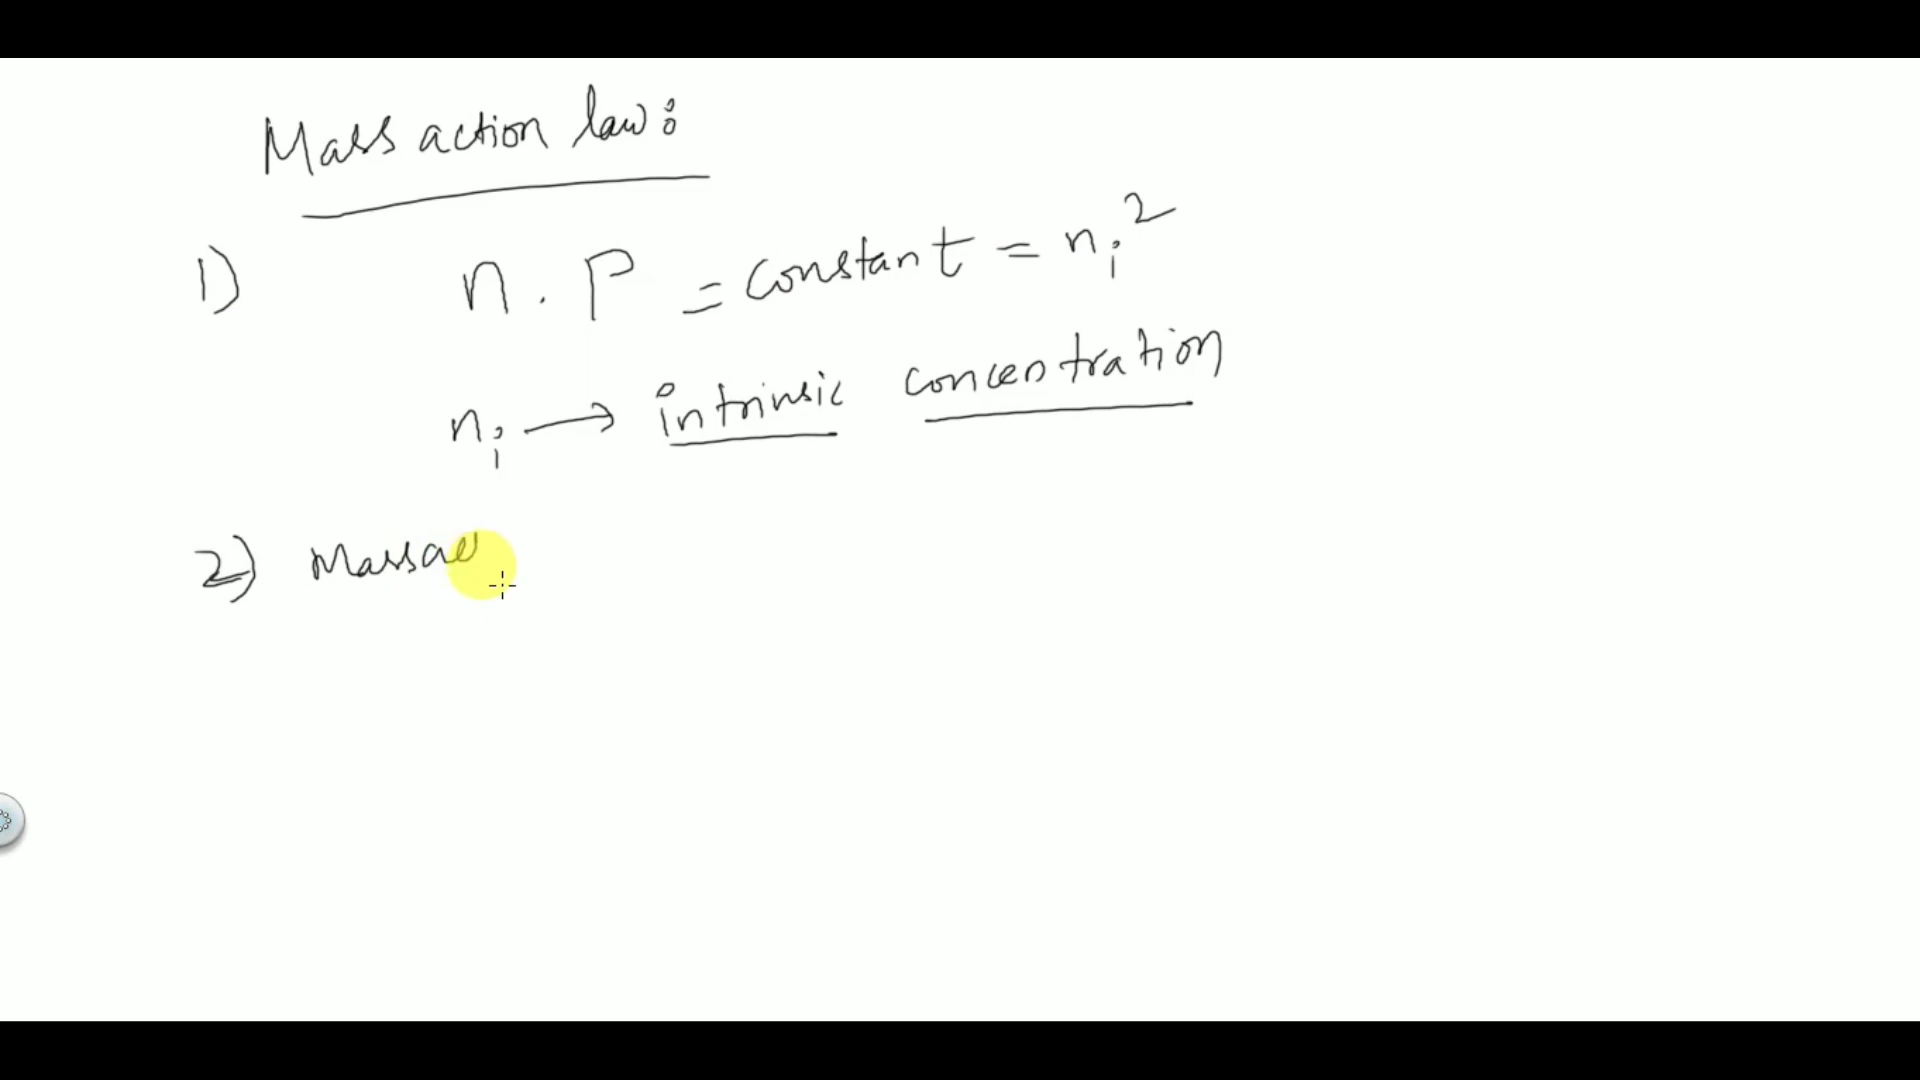 Mass action law:
1) n . P = constant = nᵢ²
nᵢ → intrinsic concentration
2) Massac